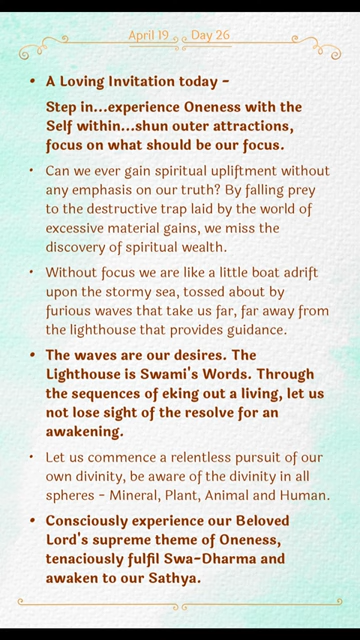 April 19 Day 26
• A Loving Invitation today -
Step in...experience Oneness with the
Self within...shun outer attractions,
focus on what should be our focus.
• Can we ever gain spiritual upliftment without
any emphasis on our truth? By falling prey
to the destructive trap laid by the world of
excessive material gains, we miss the
discovery of spiritual wealth.
• Without focus we are like a little boat adrift
upon the stormy sea, tossed about by
furious waves that take us far, far away from
the lighthouse that provides guidance.
• The waves are our desires. The
Lighthouse is Swami's Words. Through
the sequences of eking out a living, let us
not lose sight of the resolve for an
awakening.
• Let us commence a relentless pursuit of our
own divinity, be aware of the divinity in all
spheres - Mineral, Plant, Animal and Human.
• Consciously experience our Beloved
Lord's supreme theme of Oneness,
tenaciously fulfil Swa-Dharma and
awaken to our Sathya.